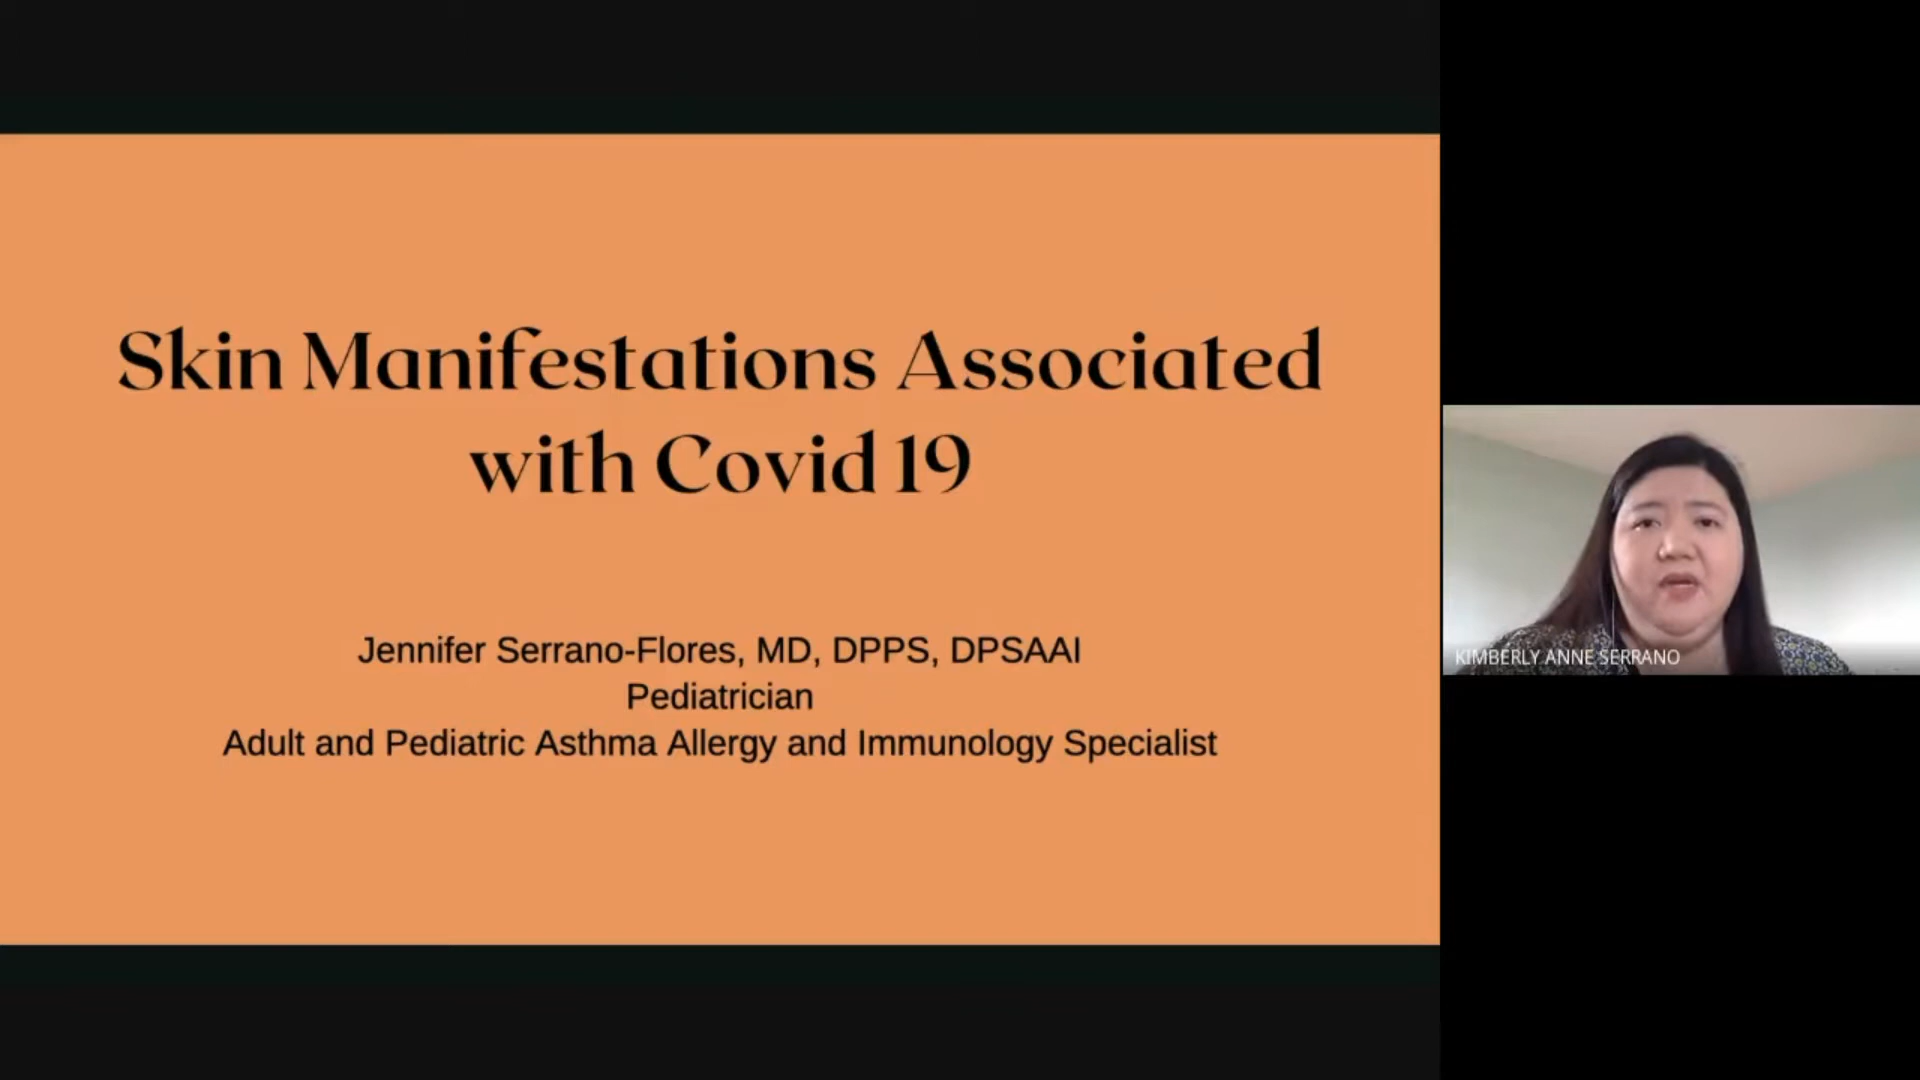 Skin Manifestations Associated
with Covid 19
Jennifer Serrano-Flores, MD, DPPS, DPSAAI
Pediatrician
Adult and Pediatric Asthma Allergy and Immunology Specialist
KIMBERLY ANNE SERRANO